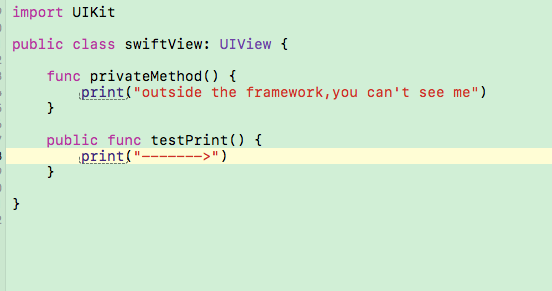 import UIKit
public class swiftView: UIView {
func privateMethod() {
print("outside the framework,you can't see me")
}
public func testPrint() {
print("------->")
}
}